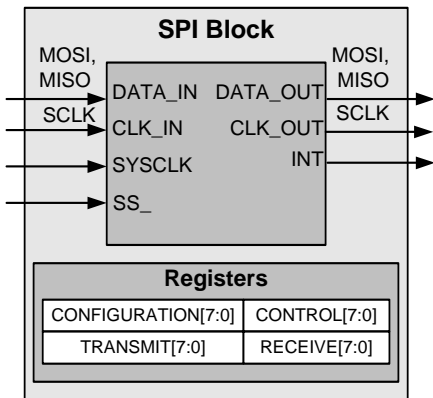 SPI Block
MOSI,
MISO
SCLK
DATA_IN
CLK_IN
SYSCLK
SS_
DATA_OUT
CLK_OUT
INT
MOSI,
MISO
SCLK
Registers
CONFIGURATION[7:0] CONTROL[7:0]
TRANSMIT[7:0] RECEIVE[7:0]